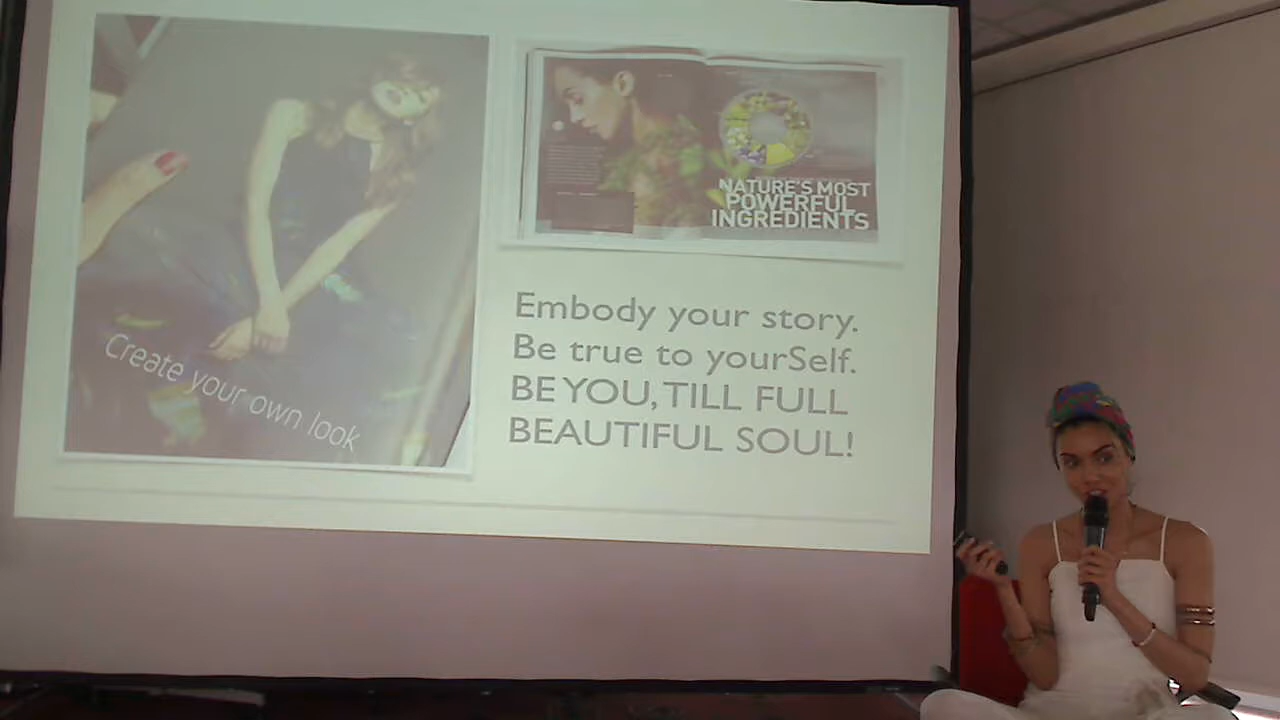 Create your own look
NATURE'S MOST
POWERFUL
INGREDIENTS
Embody your story.
Be true to yourSelf.
BE YOU, TILL FULL
BEAUTIFUL SOUL!